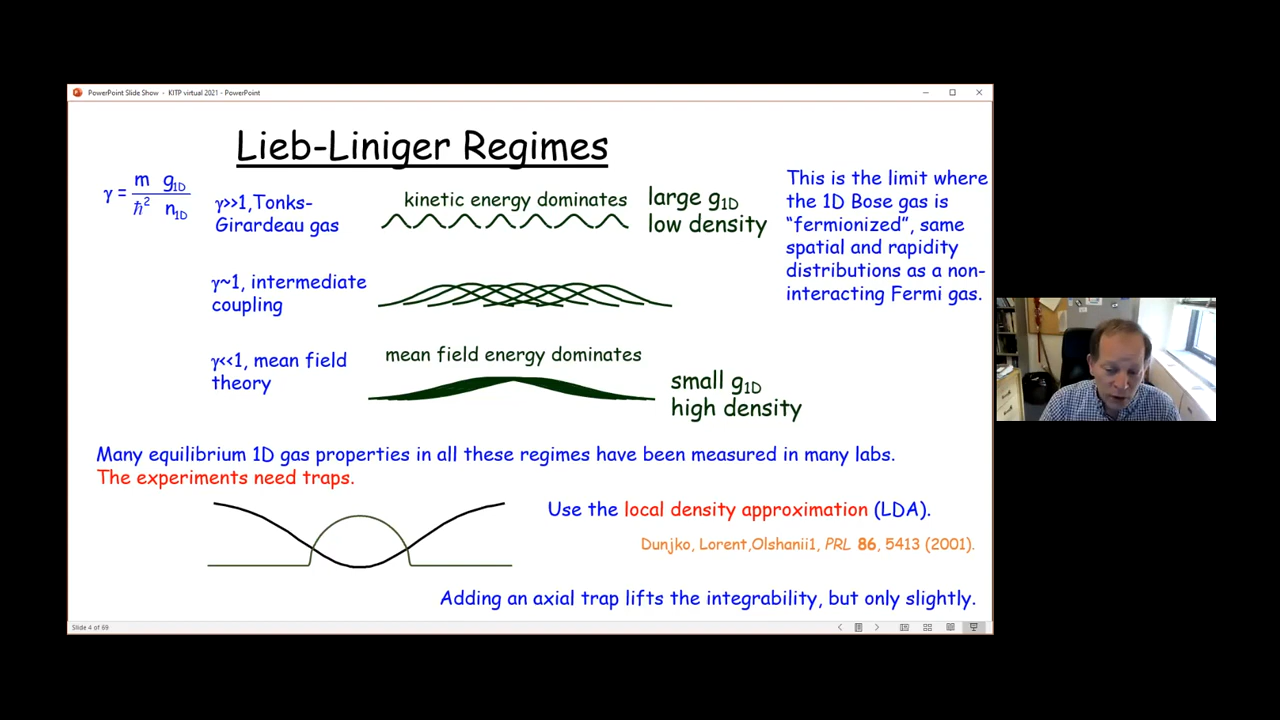 PowerPoint Slide Show - KITP virtual 2021 - PowerPoint
Lieb-Liniger Regimes
γ = m g1D / ħ² n1D
γ>>1,Tonks-
Girardeau gas
kinetic energy dominates
large g1D
low density
This is the limit where
the 1D Bose gas is
“fermionized”, same
spatial and rapidity
distributions as a non-
interacting Fermi gas.
γ~1, intermediate
coupling
γ<<1, mean field
theory
mean field energy dominates
small g1D
high density
Many equilibrium 1D gas properties in all these regimes have been measured in many labs.
The experiments need traps.
Use the local density approximation (LDA).
Dunjko, Lorent,Olshanii1, PRL 86, 5413 (2001).
Adding an axial trap lifts the integrability, but only slightly.
Slide 4 of 69